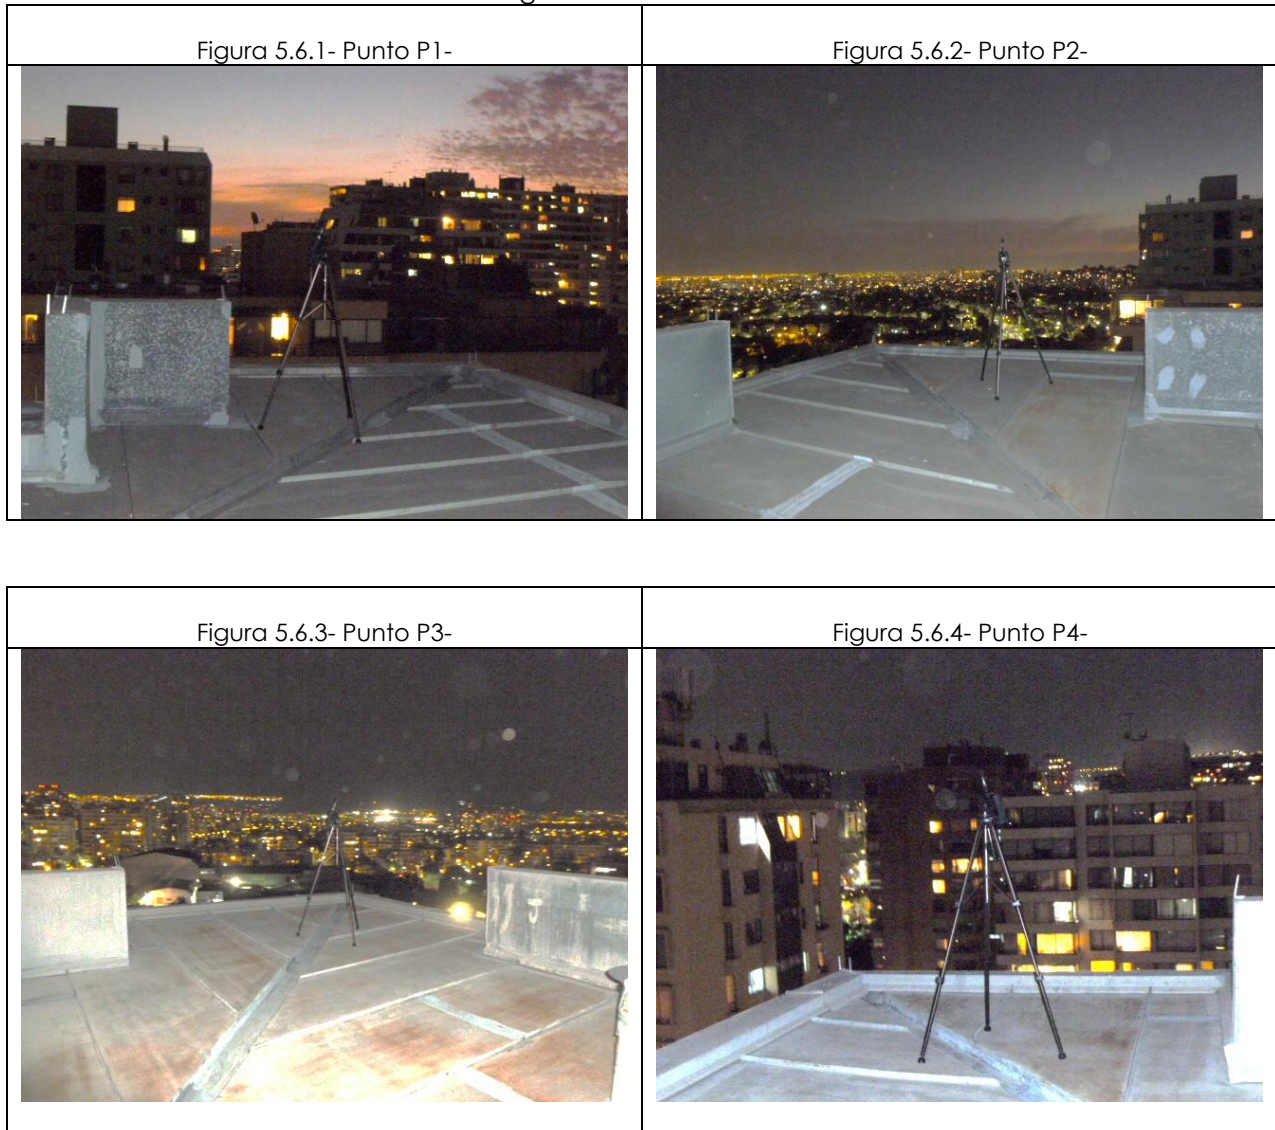 Figura 5.6.1- Punto P1-
Figura 5.6.2- Punto P2-
Figura 5.6.3- Punto P3-
Figura 5.6.4- Punto P4-